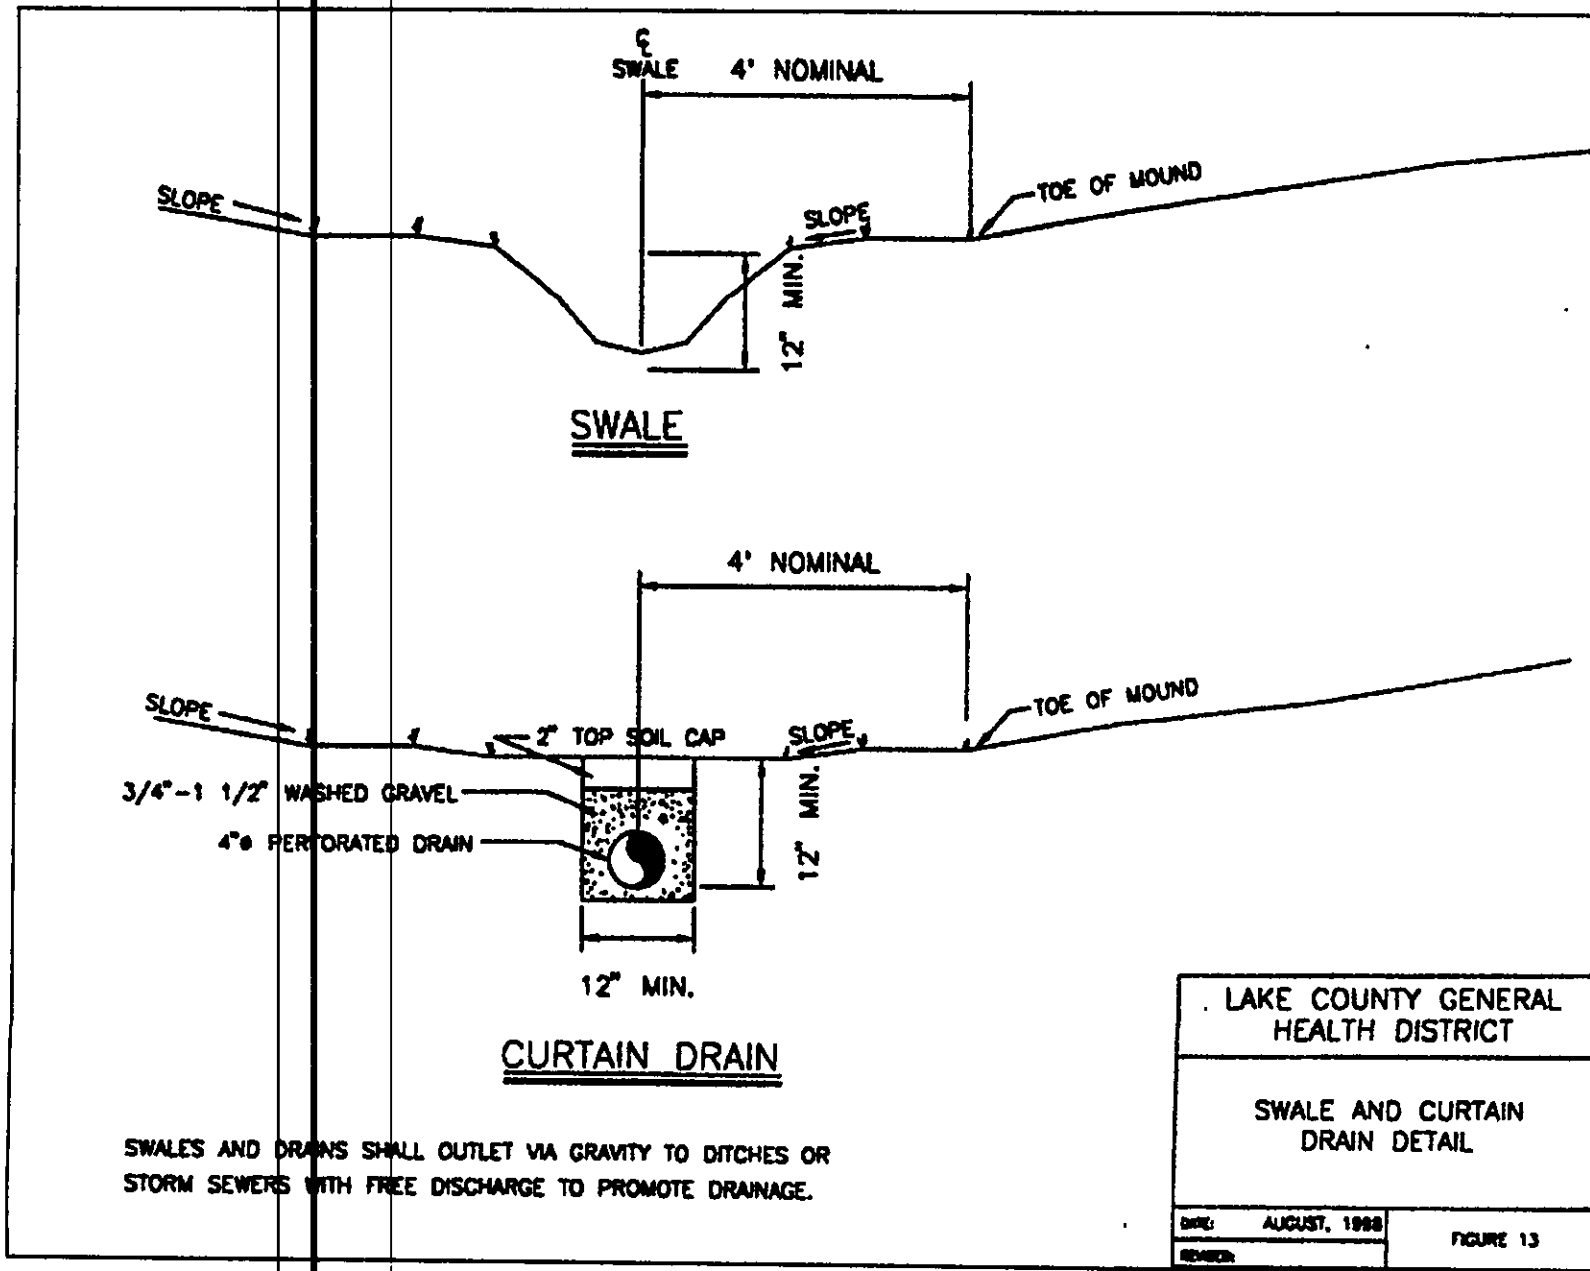 ℄
SWALE 4' NOMINAL
SLOPE
SLOPE
TOE OF MOUND
12" MIN.
SWALE
4' NOMINAL
SLOPE
2" TOP SOIL CAP
SLOPE
TOE OF MOUND
3/4"-1 1/2" WASHED GRAVEL
4"ø PERFORATED DRAIN
12" MIN.
12" MIN.
CURTAIN DRAIN
SWALES AND DRAINS SHALL OUTLET VIA GRAVITY TO DITCHES OR
STORM SEWERS WITH FREE DISCHARGE TO PROMOTE DRAINAGE.
LAKE COUNTY GENERAL
HEALTH DISTRICT
SWALE AND CURTAIN
DRAIN DETAIL
DATE: AUGUST,
FIGURE 13